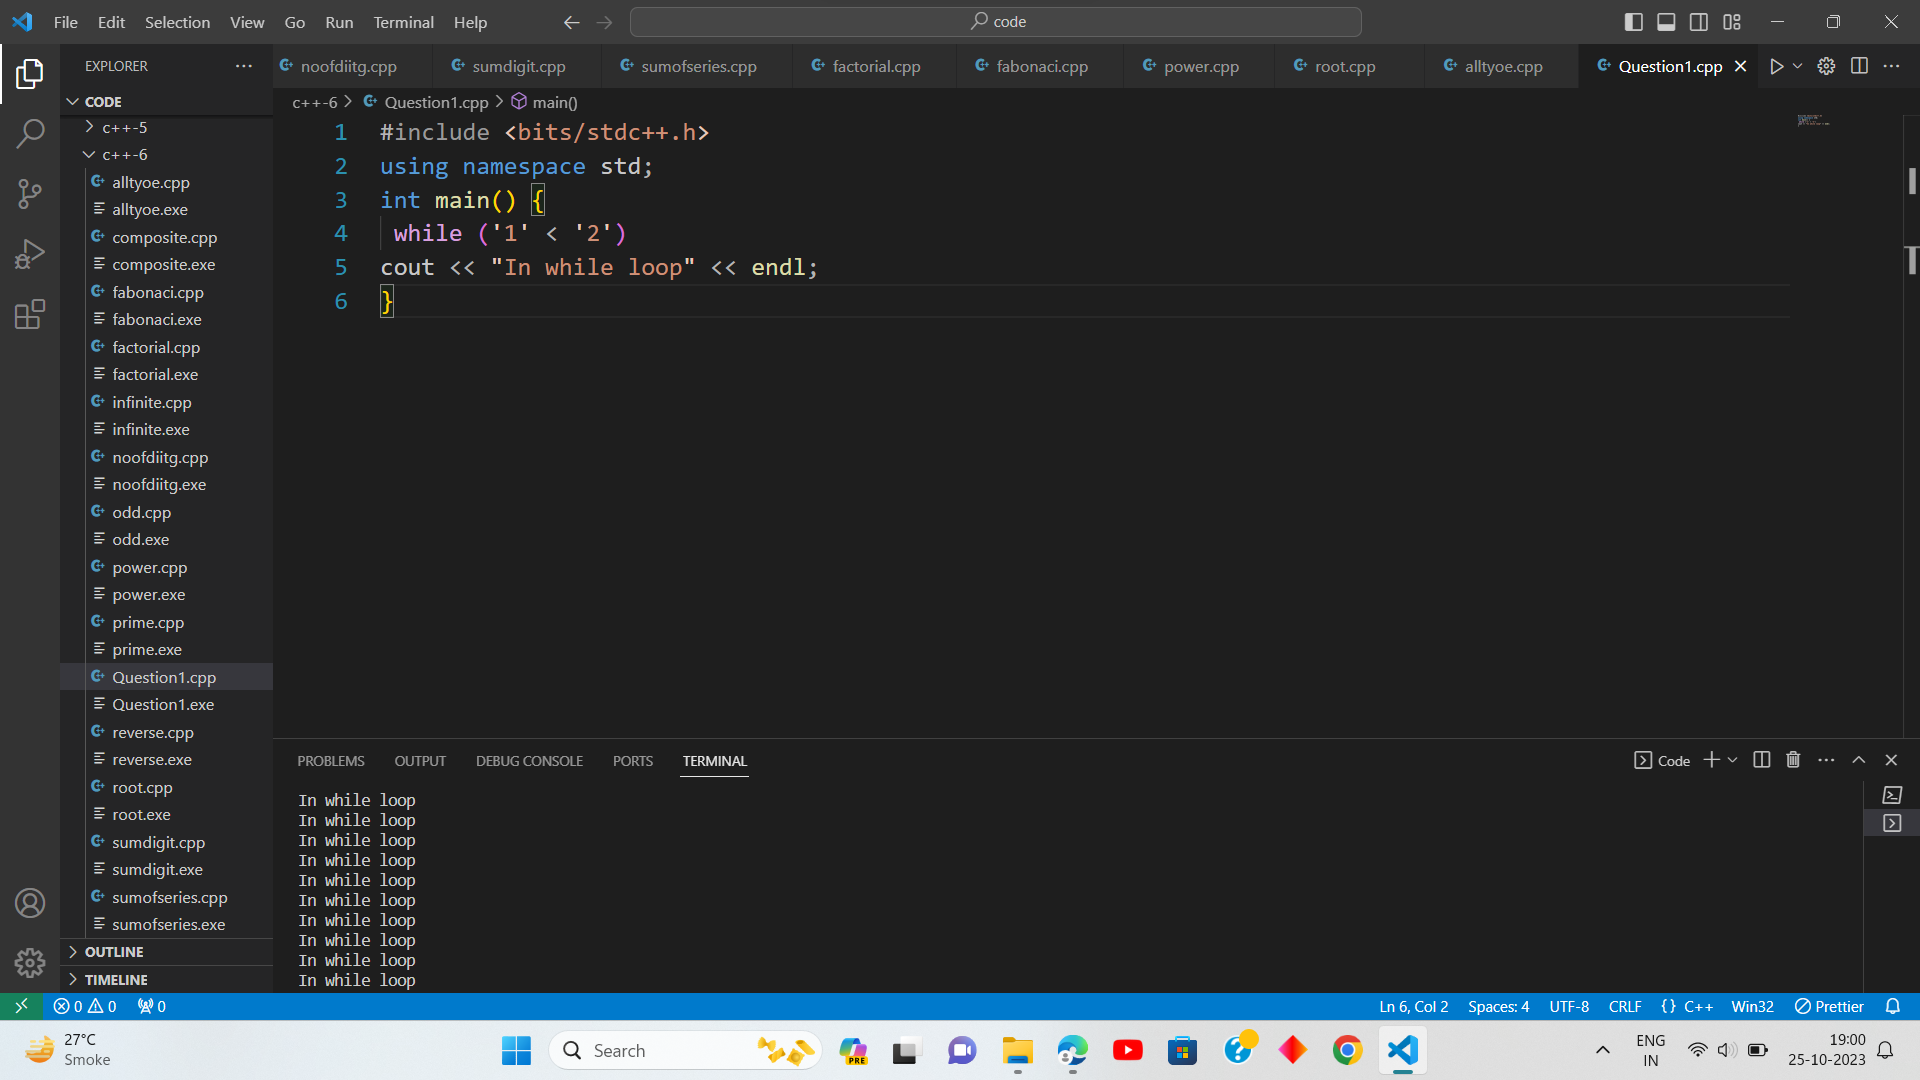 File Edit Selection View Go Run Terminal Help
code
EXPLORER
noofdiitg.cpp sumdigit.cpp sumofseries.cpp factorial.cpp fabonaci.cpp power.cpp root.cpp alltyoe.cpp Question1.cpp
CODE
c++-5
c++-6
alltyoe.cpp
alltyoe.exe
composite.cpp
composite.exe
fabonaci.cpp
fabonaci.exe
factorial.cpp
factorial.exe
infinite.cpp
infinite.exe
noofdiitg.cpp
noofdiitg.exe
odd.cpp
odd.exe
power.cpp
power.exe
prime.cpp
prime.exe
Question1.cpp
Question1.exe
reverse.cpp
reverse.exe
root.cpp
root.exe
sumdigit.cpp
sumdigit.exe
sumofseries.cpp
sumofseries.exe
OUTLINE
TIMELINE
c++-6 > Question1.cpp > main()
1 #include <bits/stdc++.h>
2 using namespace std;
3 int main() {
4 while ('1' < '2')
5 cout << "In while loop" << endl;
6 }
PROBLEMS OUTPUT DEBUG CONSOLE PORTS TERMINAL
Code
In while loop
In while loop
In while loop
In while loop
In while loop
In while loop
In while loop
In while loop
In while loop
In while loop
0 0 0
Ln 6, Col 2 Spaces: 4 UTF-8 CRLF {} C++ Win32 Prettier
27°C
Smoke
Search
PRE
ENG
IN
19:00
25-10-2023